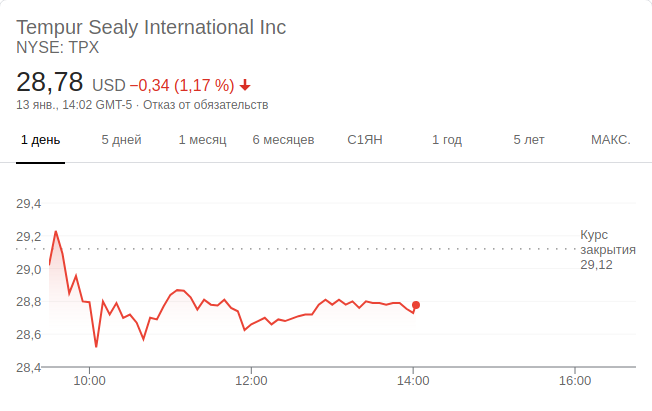 Tempur Sealy International Inc
NYSE: TPX
28,78 USD −0,34 (1,17 %)
13 янв., 14:02 GMT-5 · Отказ от обязательств
1 день 5 дней 1 месяц 6 месяцев С1ЯН 1 год 5 лет МАКС.
29,4
29,2
29,0
28,8
28,6
28,4
Курс
закрытия
29,12
10:00 12:00 14:00 16:00